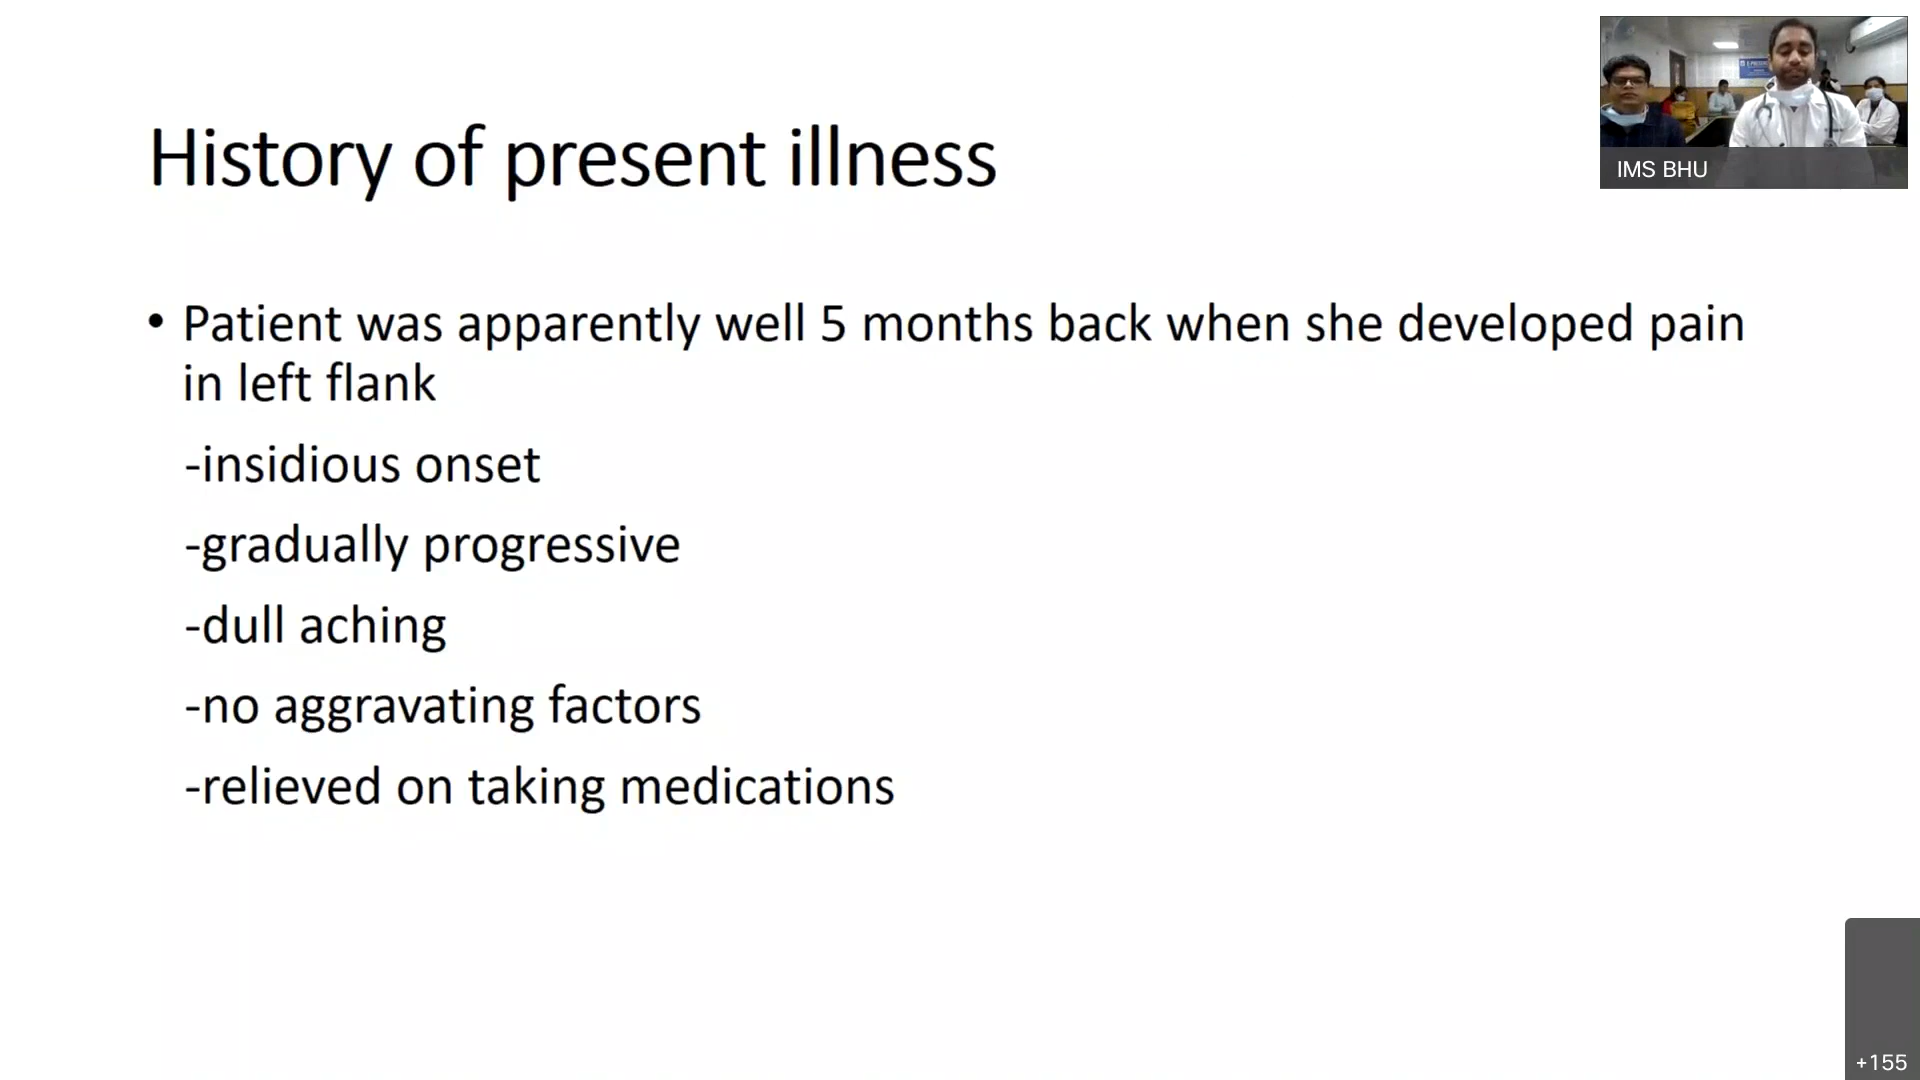 IMS BHU
History of present illness
• Patient was apparently well 5 months back when she developed pain
in left flank
-insidious onset
-gradually progressive
-dull aching
-no aggravating factors
-relieved on taking medications
+155